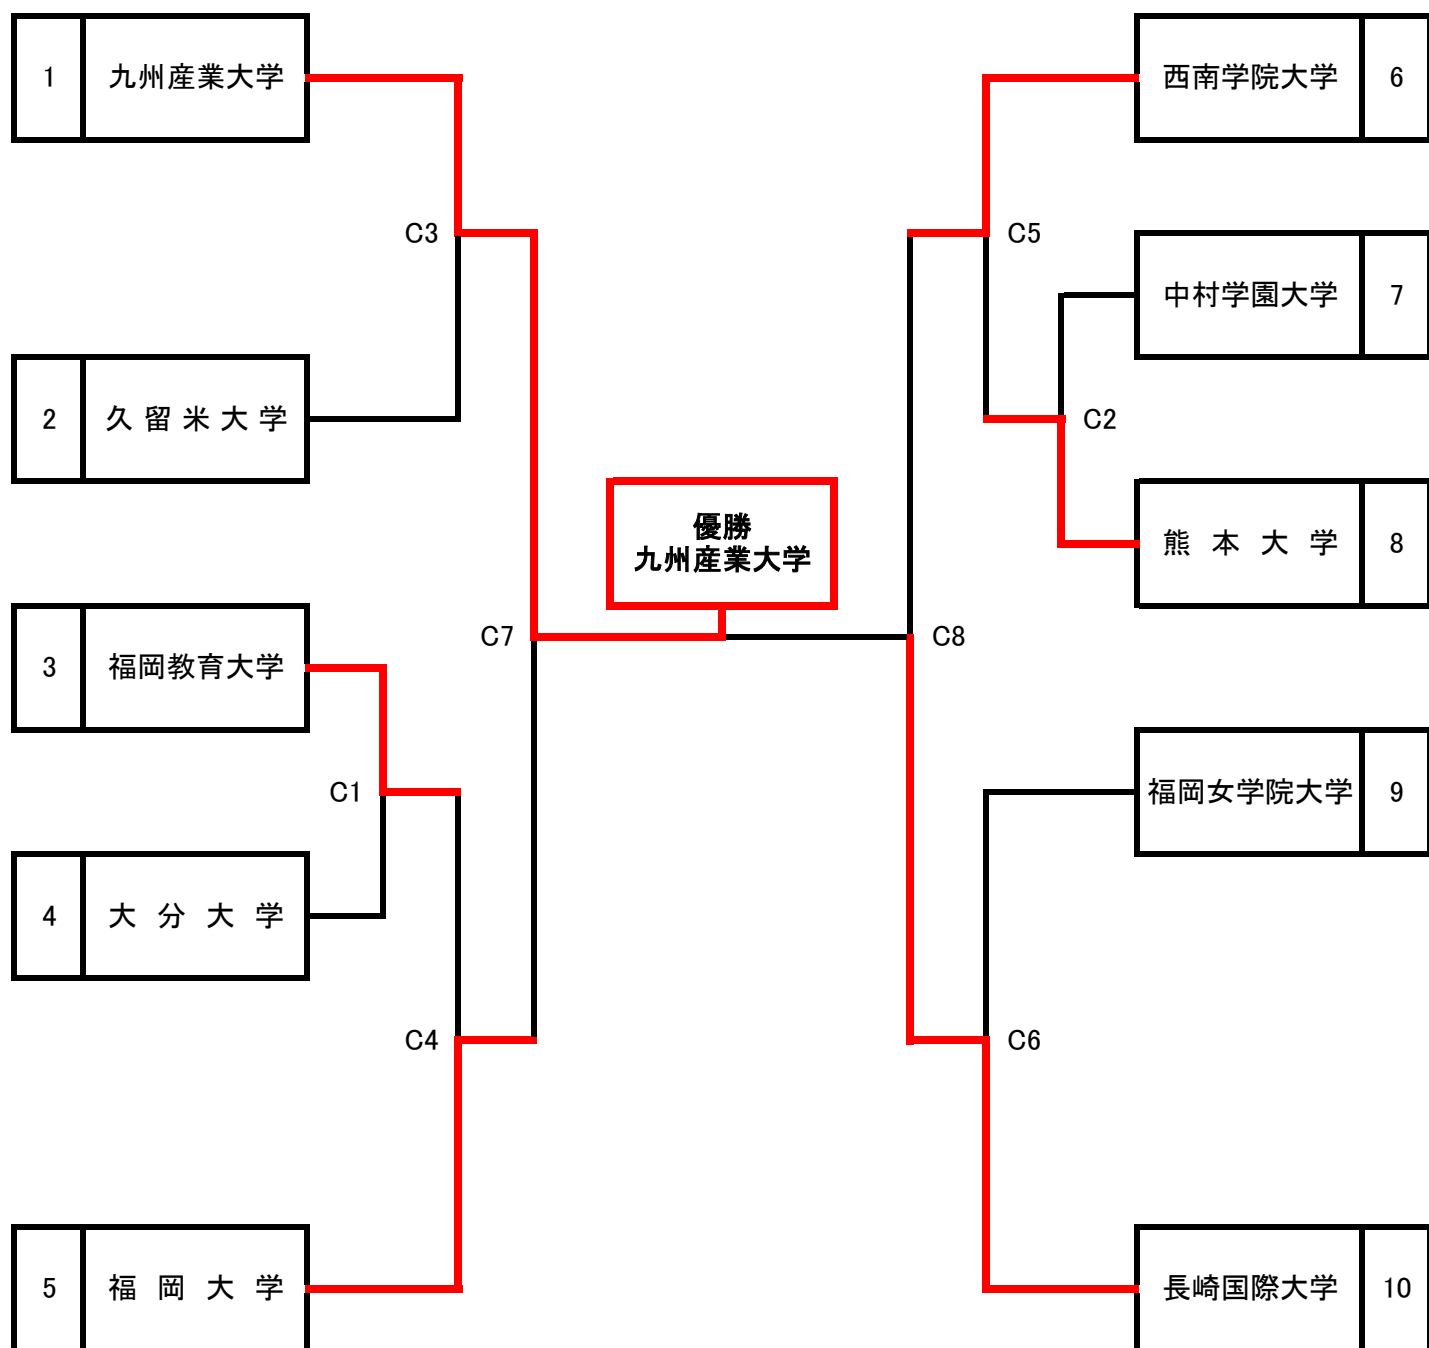 1 九州産業大学
西南学院大学 6
C3
C5
中村学園大学 7
2 久留米大学
C2
優勝
九州産業大学
熊本大学 8
C7
C8
3 福岡教育大学
C1
福岡女学院大学 9
4 大分大学
C4
C6
5 福岡大学
長崎国際大学 10